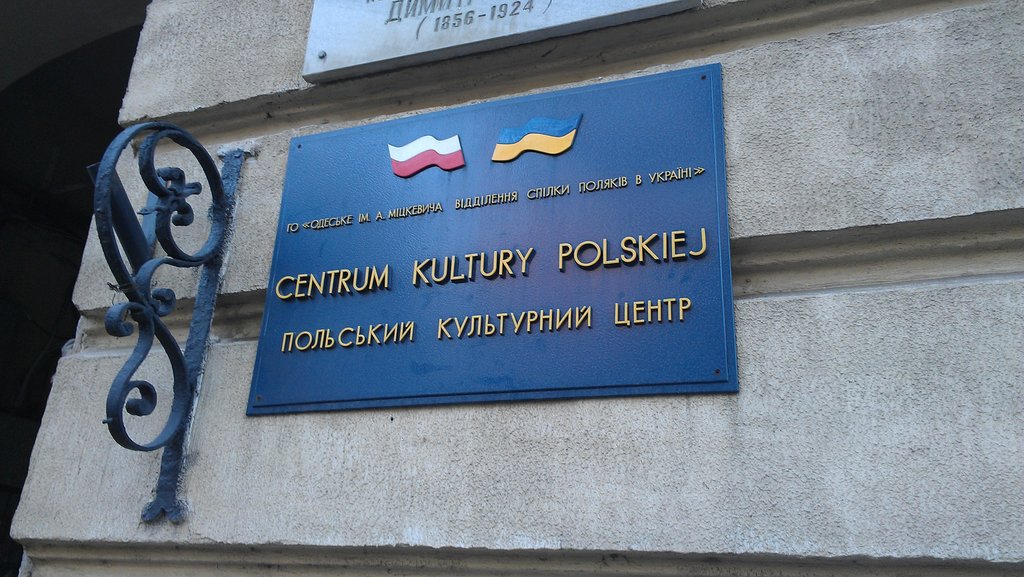 (1856-1924)
ГО «ОДЕСЬКЕ ІМ. А. МІЦКЕВИЧА ВІДДІЛЕННЯ СПІЛКИ ПОЛЯКІВ В УКРАЇНІ»
CENTRUM KULTURY POLSKIEJ
ПОЛЬСЬКИЙ КУЛЬТУРНИЙ ЦЕНТР